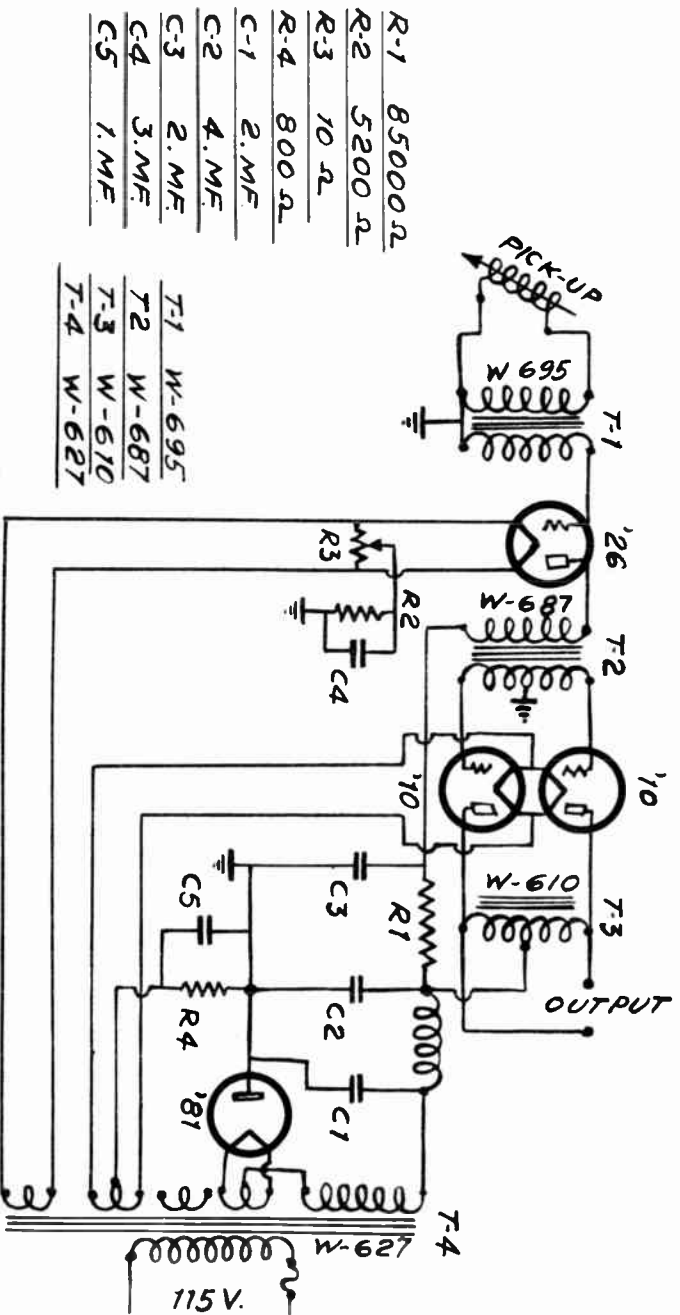 R-1 85000 Ω
R-2 5200 Ω
R-3 10 Ω
R-4 800 Ω
C-1 2. MF.
C-2 4. MF.
C-3 2. MF.
C-4 3. MF.
C-5 1. MF.
T-1 W-695
T-2 W-687
T-3 W-610
T-4 W-627
PICK-UP
W 695
T-1
'26
R3
R2
C4
W-687
T-2
'10
'10
W-610
T-3
OUTPUT
R1
C3
C2
C1
C5
R4
'81
T-4
W-627
115 V.